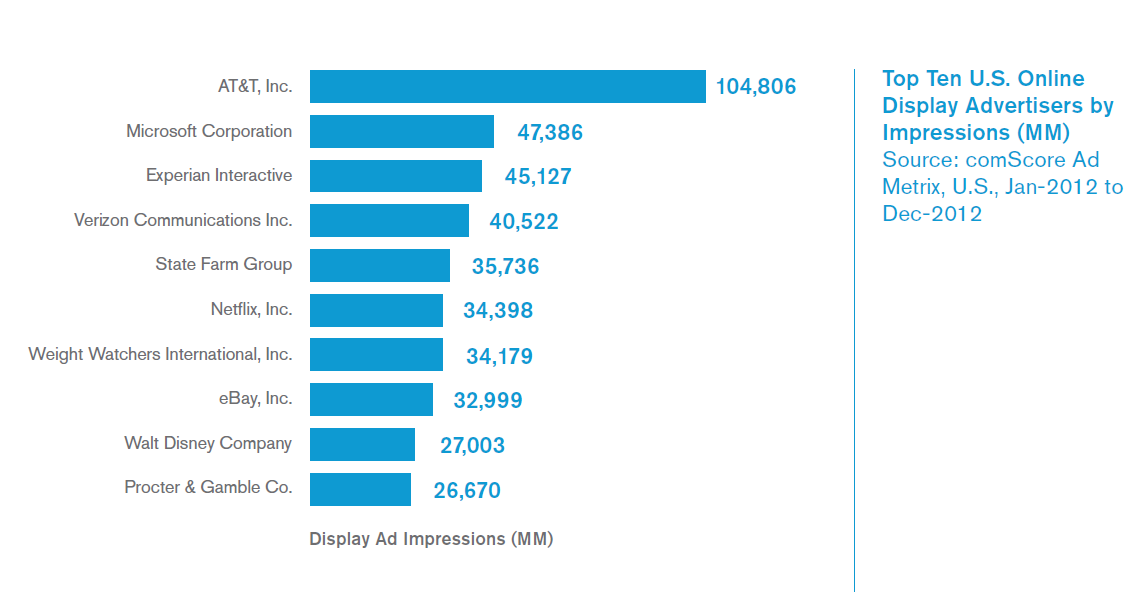 AT&T, Inc. 104,806
Microsoft Corporation 47,386
Experian Interactive 45,127
Verizon Communications Inc. 40,522
State Farm Group 35,736
Netflix, Inc. 34,398
Weight Watchers International, Inc. 34,179
eBay, Inc. 32,999
Walt Disney Company 27,003
Procter & Gamble Co. 26,670
Display Ad Impressions (MM)
Top Ten U.S. Online
Display Advertisers by
Impressions (MM)
Source: comScore Ad
Metrix, U.S., Jan-2012 to
Dec-2012